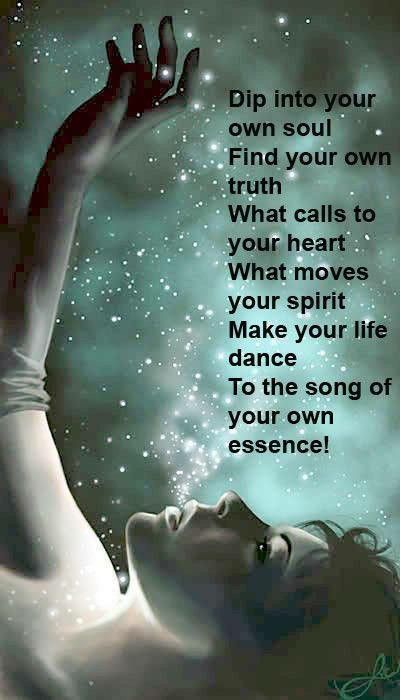 Dip into your
own soul
Find your own
truth
What calls to
your heart
What moves
your spirit
Make your life
dance
To the song of
your own
essence!